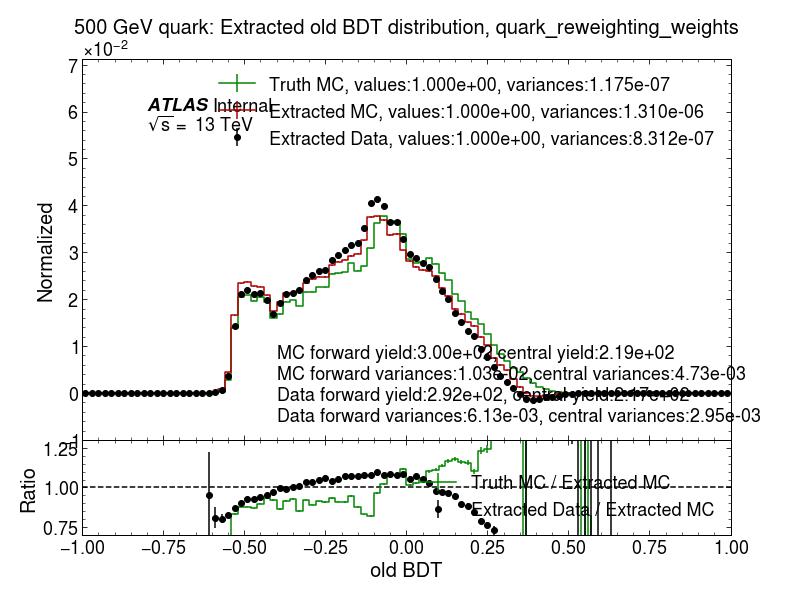 500 GeV quark: Extracted old BDT distribution, quark_reweighting_weights
×10⁻²
Truth MC, values:1.000e+00, variances:1.175e-07
ATLAS Internal
Extracted MC, values:1.000e+00, variances:1.310e-06
√s = 13 TeV
Extracted Data, values:1.000e+00, variances:8.312e-07
7
6
5
4
3
2
1
0
−1
Normalized
MC forward yield:3.00e+02, central yield:2.19e+02
MC forward variances:1.03e-02,central variances:4.73e-03
Data forward yield:2.92e+02, central yield:2.17e+02
Data forward variances:6.13e-03, central variances:2.95e-03
1.25
1.00
0.75
Ratio
Truth MC / Extracted MC
Extracted Data / Extracted MC
−1.00 −0.75 −0.50 −0.25 0.00 0.25 0.50 0.75 1.00
old BDT